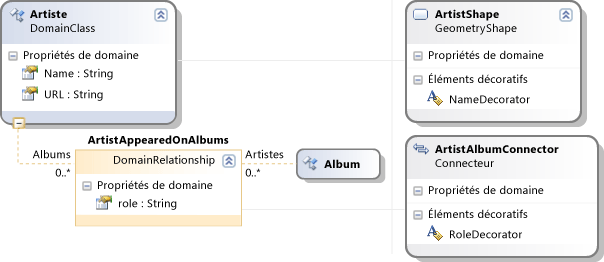 Artiste
DomainClass
Propriétés de domaine
Name : String
URL : String
ArtistAppearedOnAlbums
Albums
0..*
DomainRelationship
Propriétés de domaine
role : String
Artistes
0..*
Album
ArtistShape
GeometryShape
Propriétés de domaine
Éléments décoratifs
NameDecorator
ArtistAlbumConnector
Connecteur
Propriétés de domaine
Éléments décoratifs
RoleDecorator